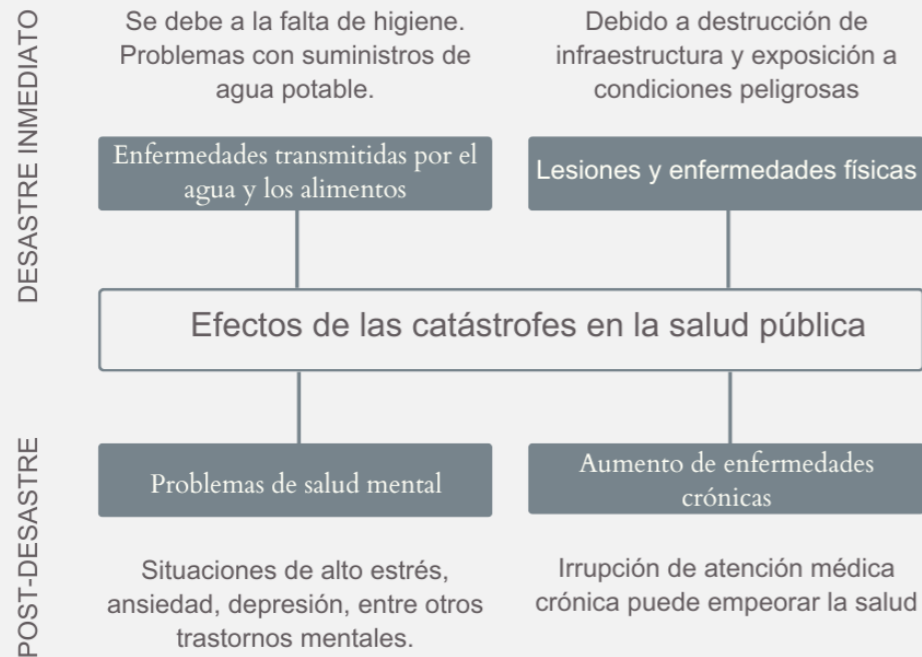 DESASTRE INMEDIATO
Se debe a la falta de higiene.
Problemas con suministros de
agua potable.
Debido a destrucción de
infraestructura y exposición a
condiciones peligrosas
Enfermedades transmitidas por el
agua y los alimentos
Lesiones y enfermedades físicas
Efectos de las catástrofes en la salud pública
POST-DESASTRE
Problemas de salud mental
Aumento de enfermedades
crónicas
Situaciones de alto estrés,
ansiedad, depresión, entre otros
trastornos mentales.
Irrupción de atención médica
crónica puede empeorar la salud